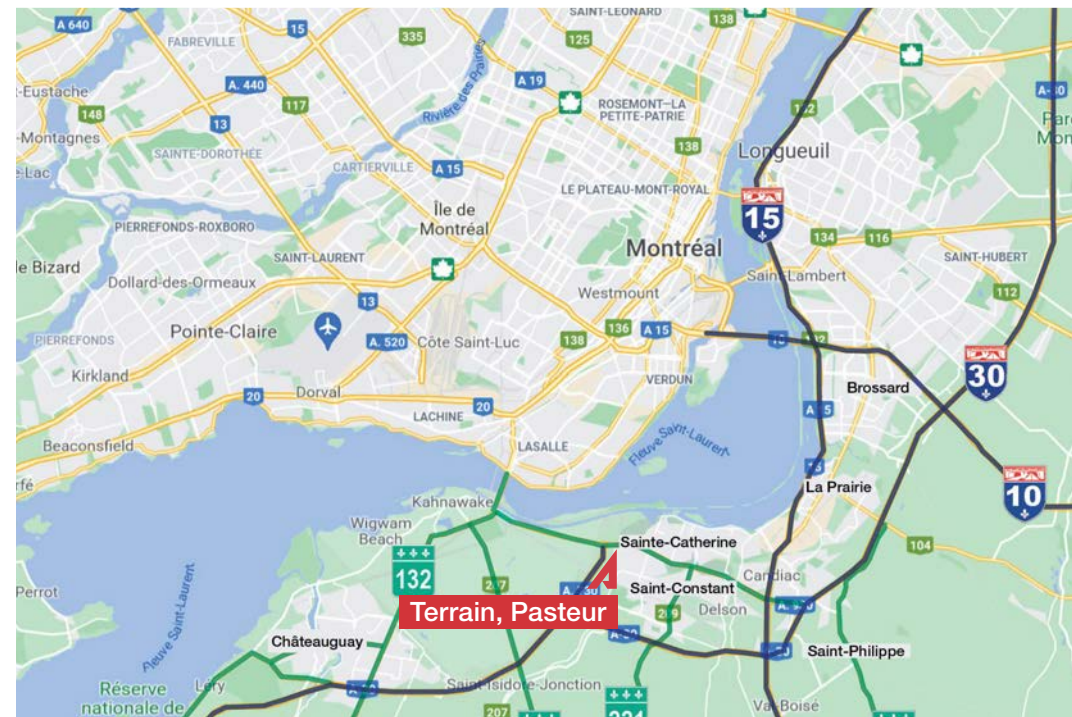 A 640
15
335
SAINT-LEONARD
138
FABREVILLE
125
-Eustache
A. 440
A 19
148
117
13
Rivière des Prairies
ROSEMONT–LA
PETITE-PATRIE
-Montagnes
SAINTE-DOROTHÉE
138
Longueuil
e-Lac
CARTIERVILLE
A 15
LE PLATEAU-MONT-ROYAL
Île de
Montréal
15
PIERREFONDS-ROXBORO
134
116
Montréal
SAINT-LAURENT
SAINT-HUBERT
le Bizard
Dollard-des-Ormeaux
Saint-Lambert
13
Westmount
112
Pointe-Claire
136
A 15
PIERREFONDS
A. 520
Côte Saint-Luc
138
30
Kirkland
VERDUN
Brossard
20
Dorval
20
LACHINE
Beaconsfield
LASALLE
Fleuve Saint-Laurent
La Prairie
10
Kahnawake
Wigwam
Beach
104
Sainte-Catherine
132
Candiac
Perrot
Saint-Constant
Delson
Terrain, Pasteur
209
Fleuve Saint-Laurent
Châteauguay
Saint-Philippe
Réserve
nationale de
Léry
Saint-Isidore-Jonction
207